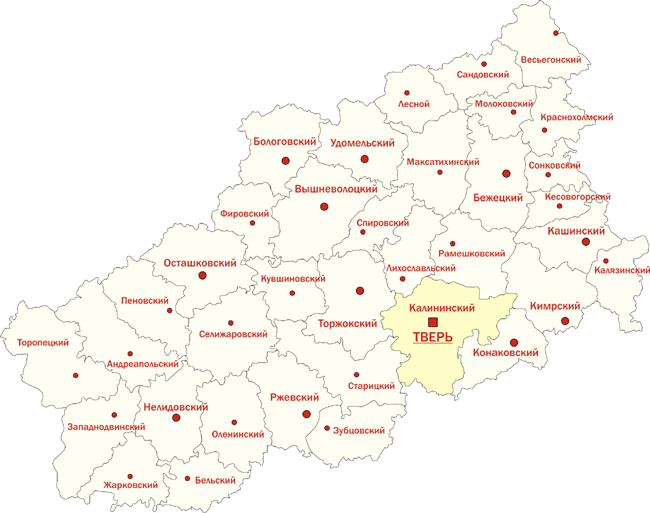 Весьегонский
Сандовский
Лесной
Молоковский
Краснохолмский
Бологовский
Удомельский
Максатихинский
Сонковский
Вышневолоцкий
Бежецкий
Кесовогорский
Фировский
Спировский
Кашинский
Рамешковский
Осташковский
Лихославльский
Калязинский
Кувшиновский
Пеновский
Калининский
Кимрский
Торжокский
Селижаровский
ТВЕРЬ
Торопецкий
Конаковский
Андреапольский
Старицкий
Ржевский
Нелидовский
Западнодвинский
Зубцовский
Оленинский
Бельский
Жарковский